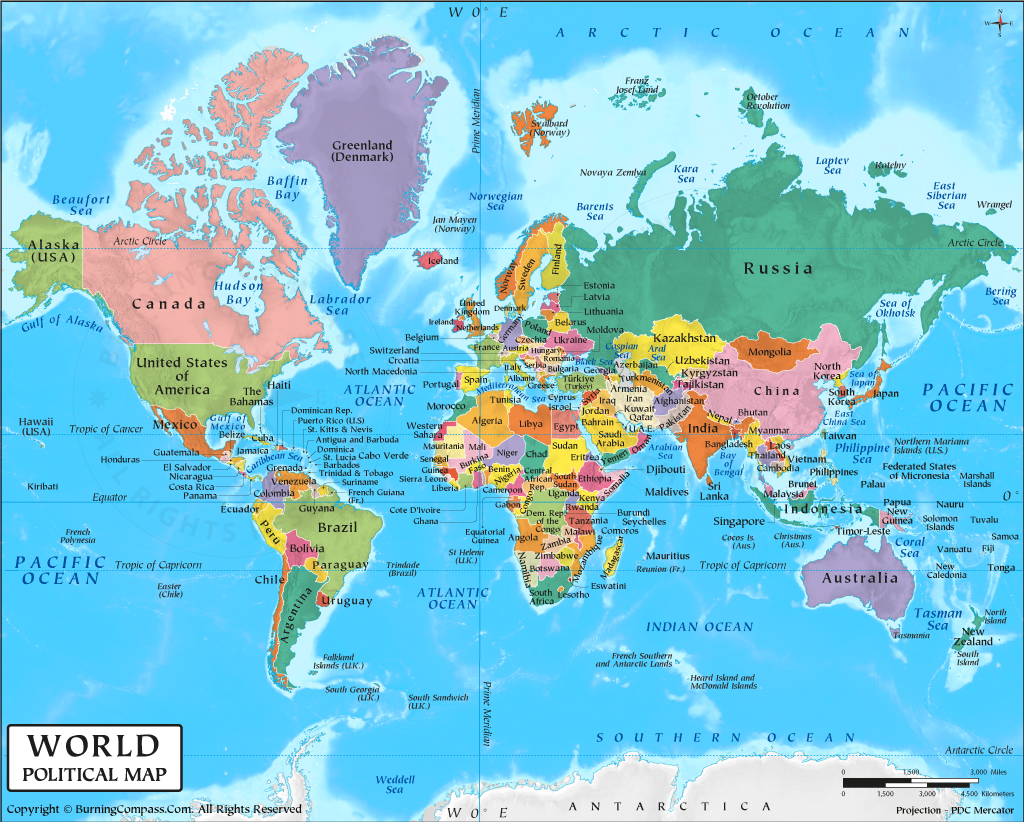 W 0° E
N
W E
S
ARCTIC OCEAN
Franz
Josef Land
October
Revolution
Svalbard
(Norway)
Prime Meridian
Greenland
(Denmark)
Novaya Zemlya
Kara
Sea
Laptev
Sea
Kotelny
East
Siberian
Sea
Wrangel
Beaufort
Sea
Baffin
Bay
Norwegian
Sea
Barents
Sea
Jan Mayen
(Norway)
Alaska
(USA)
Arctic Circle
Arctic Circle
Iceland
Norway
Sweden
Finland
Russia
Canada
Hudson
Bay
Labrador
Sea
Gulf of Alaska
Bering
Sea
Sea of
Okhotsk
United
Kingdom
Ireland
Denmark
Netherlands
Estonia
Latvia
Lithuania
Belarus
Moldova
Belgium
Germany
Poland
Czechia
Ukraine
France
Austria
Hungary
Switzerland
Croatia
North Macedonia
Romania
Italy
Serbia
Bulgaria
Black Sea
Georgia
Caspian
Sea
Aral
Sea
Azerbaijan
Kazakhstan
Uzbekistan
Kyrgyzstan
Tajikistan
Turkmenistan
Mongolia
North
Korea
South
Korea
Sea of
Japan
Japan
China
United States
of
America
The
Bahamas
Haiti
ATLANTIC
OCEAN
Portugal
Spain
Albania
Greece
Türkiye
(Turkey)
Mediterranean Sea
Cyprus
Syria
Armenia
Iran
Iraq
Israel
Jordan
Kuwait
Qatar
Bahrain
U.A.E.
Afghanistan
Pakistan
Nepal
Bhutan
India
Bangladesh
Myanmar
East
China Sea
Taiwan
PACIFIC
OCEAN
Hawaii
(USA)
Tropic of Cancer
Mexico
Gulf of
Mexico
Belize
Cuba
Jamaica
Guatemala
Honduras
El Salvador
Nicaragua
Costa Rica
Panama
Caribbean Sea
Dominican Rep.
Puerto Rico (U.S)
St. Kitts & Nevis
Antigua and Barbuda
Dominica
St. Lucia
Cabo Verde
Barbados
Grenada
Trinidad & Tobago
Suriname
French Guiana
(Fr.)
Venezuela
Colombia
Guyana
Ecuador
Morocco
Western
Sahara
Tunisia
Algeria
Libya
Egypt
Saudi
Arabia
Oman
Yemen
Mauritania
Mali
Niger
Chad
Sudan
Eritrea
Djibouti
Senegal
Guinea
Sierra Leone
Liberia
Burkina
Faso
Benin
Nigeria
Central
African
Rep.
South
Sudan
Ethiopia
Somalia
Cote D'Ivoire
Ghana
Cameroon
Gabon
Congo
Uganda
Kenya
Rwanda
Burundi
Seychelles
Equatorial
Guinea
Dem. Rep
of the
Congo
Tanzania
Malawi
Comoros
Angola
Zambia
Zimbabwe
Mozambique
Madagascar
Namibia
Botswana
South
Africa
Lesotho
Eswatini
Mauritius
Reunion (Fr.)
Arabian
Sea
Bay
of
Bengal
Maldives
Sri
Lanka
Laos
Thailand
Vietnam
Cambodia
Philippines
Philippine
Sea
Northern Mariana
Islands (U.S.)
Palau
Federated States
of Micronesia
Marshall
Islands
Brunei
Malaysia
Indonesia
Singapore
Cocos Is.
(Aus.)
Christmas
(Aus.)
Timor-Leste
Papua
New
Guinea
Nauru
Solomon
Islands
Tuvalu
Samoa
Coral
Sea
Vanuatu
Fiji
New
Caledonia
Tonga
Australia
Tasman
Sea
Tasmania
North
Island
New
Zealand
South
Island
Kiribati
Equator
0°
French
Polynesia
PACIFIC
OCEAN
Tropic of Capricorn
Tropic of Capricorn
Easter
(Chile)
Peru
Brazil
Bolivia
Paraguay
Chile
Argentina
Uruguay
Trindade
(Brazil)
St Helena
(U.K.)
ATLANTIC
OCEAN
INDIAN OCEAN
Falkland
Islands (U.K.)
South Georgia
(U.K.)
South Sandwich
(U.K.)
French Southern
and Antarctic Lands
Heard Island and
McDonald Islands
Prime Meridian
SOUTHERN OCEAN
Antarctic Circle
Weddell
Sea
ANTARCTICA
W 0° E
WORLD
POLITICAL MAP
Copyright © BurningCompass.Com. All Rights Reserved
0 1,500 3,000 Miles
0 1,500 3,000 4,500 Kilometers
Projection - PDC Mercator